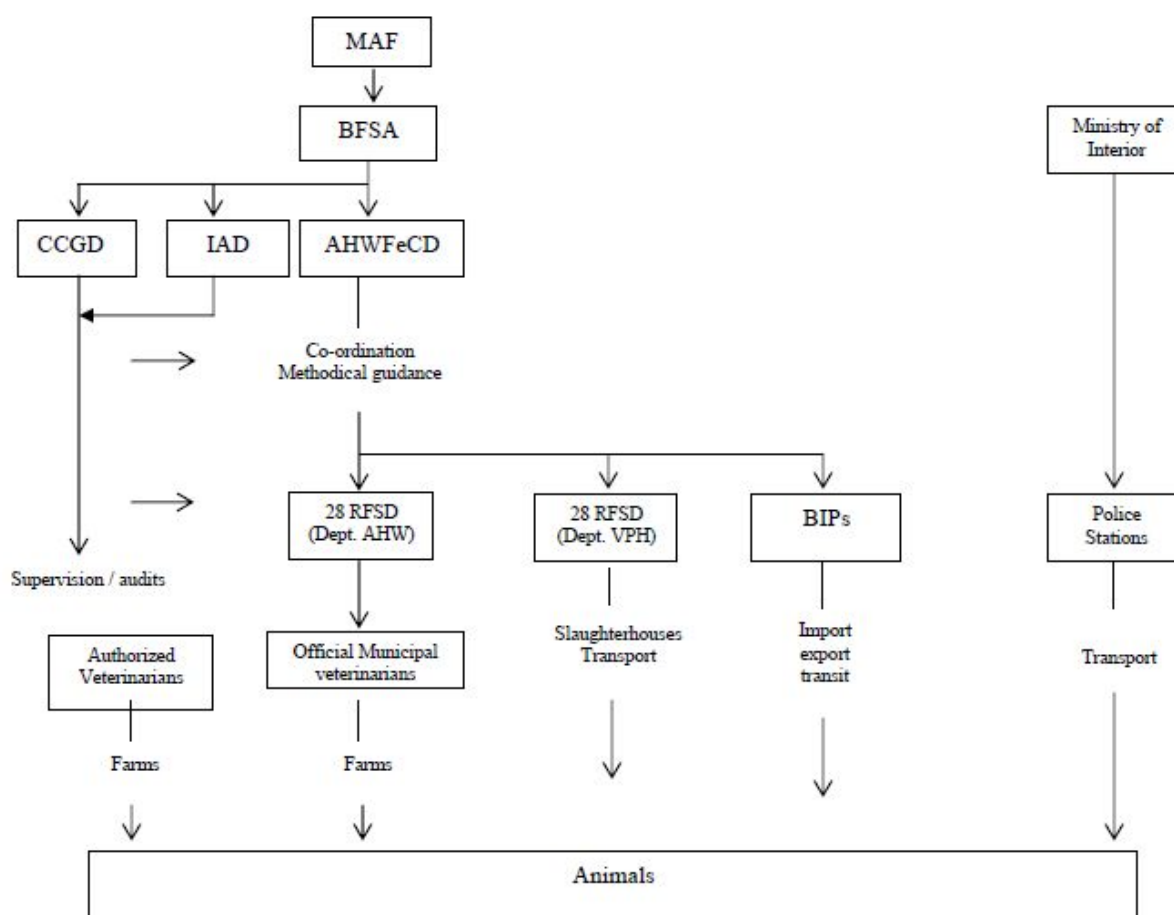 MAF
BFSA
Ministry of
Interior
CCGD
IAD
AHWFeCD
Co-ordination
Methodical guidance
28 RFSD
(Dept. AHW)
28 RFSD
(Dept. VPH)
BIPs
Police
Stations
Supervision / audits
Authorized
Veterinarians
Official Municipal
veterinarians
Slaughterhouses
Transport
Import
export
transit
Transport
Farms
Farms
Animals